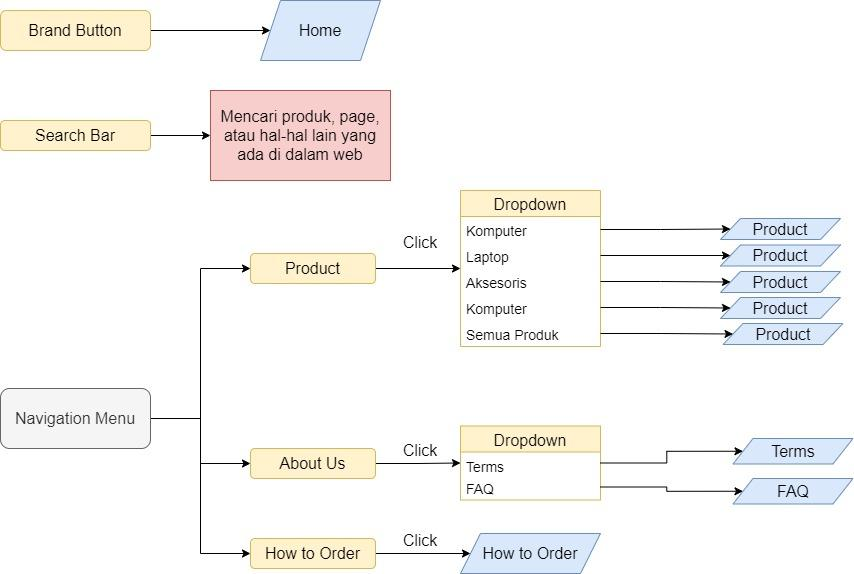 Brand Button
Home
Search Bar
Mencari produk, page,
atau hal-hal lain yang
ada di dalam web
Navigation Menu
Product
Click
Dropdown
Komputer
Laptop
Aksesoris
Komputer
Semua Produk
Product
Product
Product
Product
Product
About Us
Click
Dropdown
Terms
FAQ
Terms
FAQ
How to Order
Click
How to Order